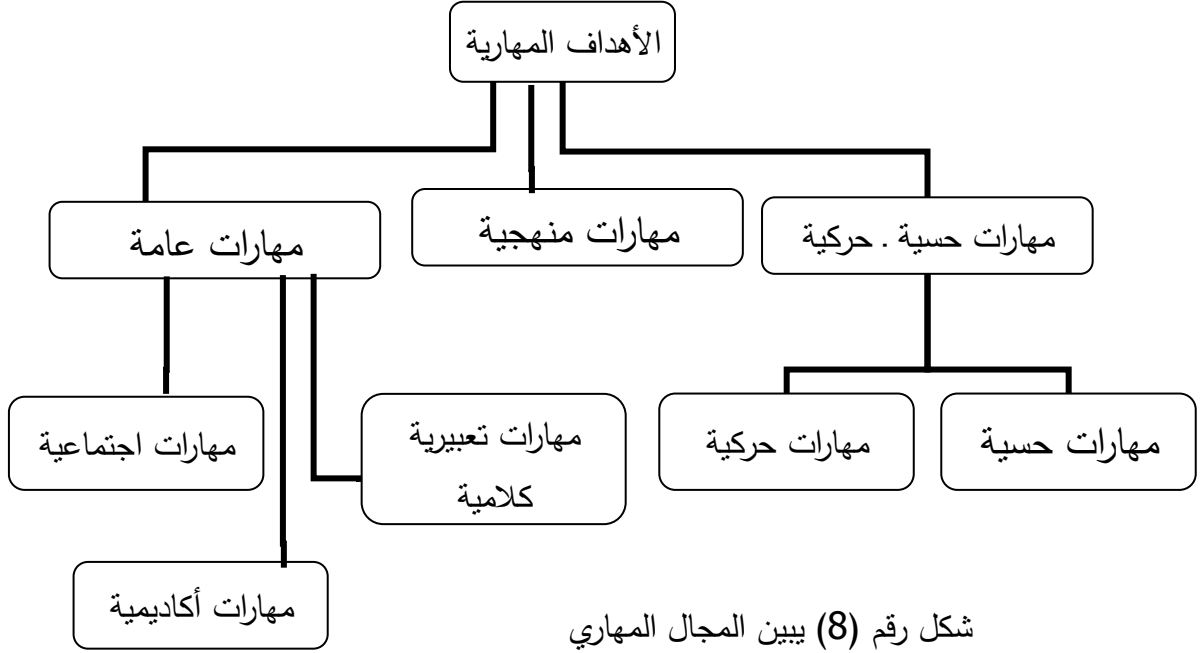 الأهداف المهارية
مهارات حسية . حركية
مهارات منهجية
مهارات عامة
مهارات حسية
مهارات حركية
مهارات تعبيرية
كلامية
مهارات اجتماعية
مهارات أكاديمية
شكل رقم (8) يبين المجال المهاري